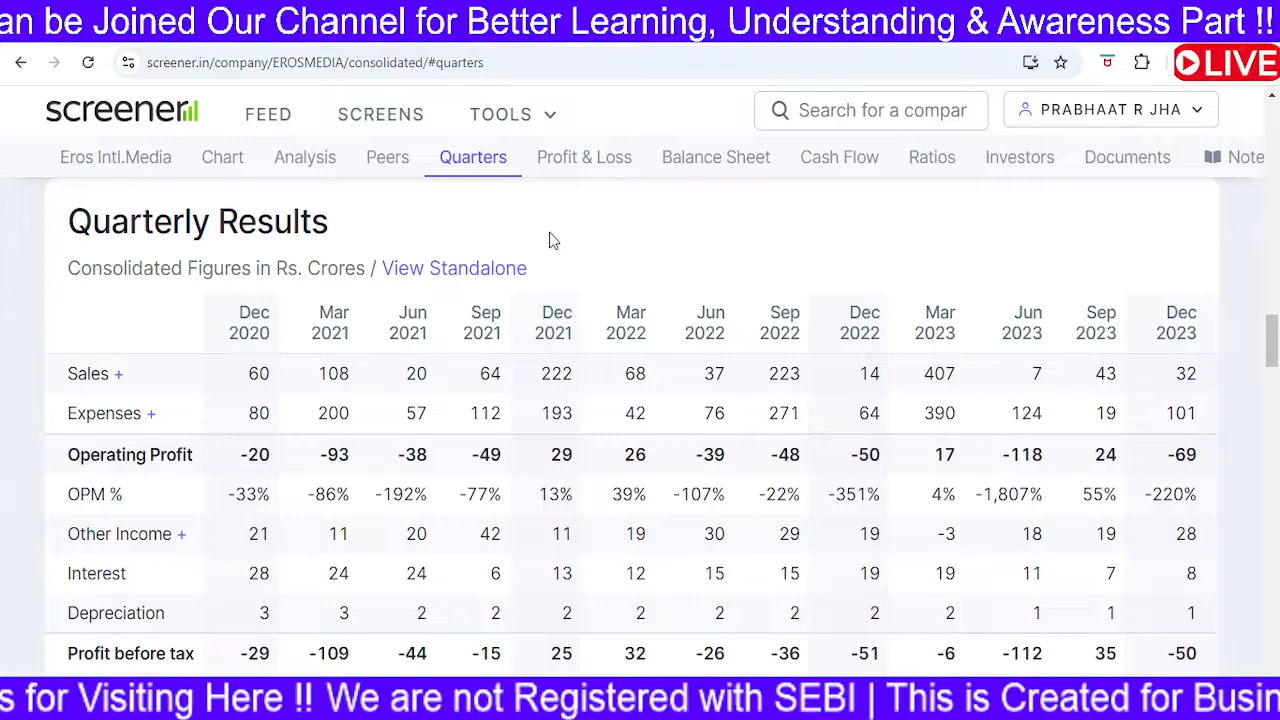 an be Joined Our Channel for Better Learning, Understanding & Awareness Part !!
screener.in/company/EROSMEDIA/consolidated/#quarters
LIVE
screener FEED SCREENS TOOLS Search for a compar PRABHAAT R JHA
Eros Intl.Media Chart Analysis Peers Quarters Profit & Loss Balance Sheet Cash Flow Ratios Investors Documents Note
Quarterly Results
Consolidated Figures in Rs. Crores / View Standalone
Dec 2020 Mar 2021 Jun 2021 Sep 2021 Dec 2021 Mar 2022 Jun 2022 Sep 2022 Dec 2022 Mar 2023 Jun 2023 Sep 2023 Dec 2023
Sales + 60 108 20 64 222 68 37 223 14 407 7 43 32
Expenses + 80 200 57 112 193 42 76 271 64 390 124 19 101
Operating Profit -20 -93 -38 -49 29 26 -39 -48 -50 17 -118 24 -69
OPM % -33% -86% -192% -77% 13% 39% -107% -22% -351% 4% -1,807% 55% -220%
Other Income + 21 11 20 42 11 19 30 29 19 -3 18 19 28
Interest 28 24 24 6 13 12 15 15 19 19 11 7 8
Depreciation 3 3 2 2 2 2 2 2 2 2 1 1 1
Profit before tax -29 -109 -44 -15 25 32 -26 -36 -51 -6 -112 35 -50
s for Visiting Here !! We are not Registered with SEBI | This is Created for Busin